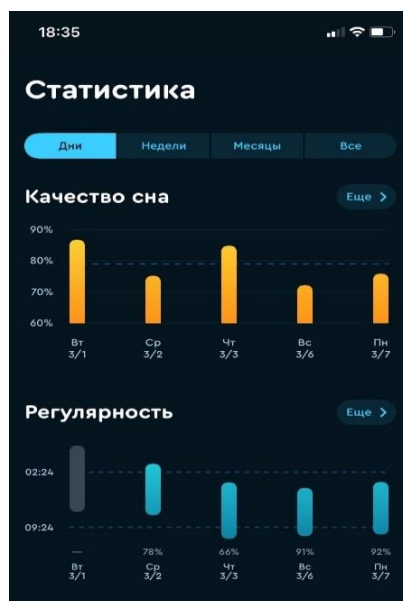 18:35
Статистика
Дни Недели Месяцы Все
Качество сна Еще >
90%
80%
70%
60%
Вт Ср Чт Вс Пн
3/1 3/2 3/3 3/6 3/7
Регулярность Еще >
02:24
09:24
— 78% 66% 91% 92%
Вт Ср Чт Вс Пн
3/1 3/2 3/3 3/6 3/7